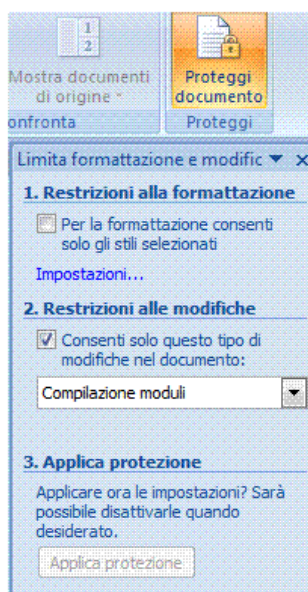 1
2
Mostra documenti
di origine
Proteggi
documento
onfronta
Proteggi
Limita formattazione e modific
1. Restrizioni alla formattazione
Per la formattazione consenti
solo gli stili selezionati
Impostazioni...
2. Restrizioni alle modifiche
Consenti solo questo tipo di
modifiche nel documento:
Compilazione moduli
3. Applica protezione
Applicare ora le impostazioni? Sarà
possibile disattivarle quando
desiderato.
Applica protezione